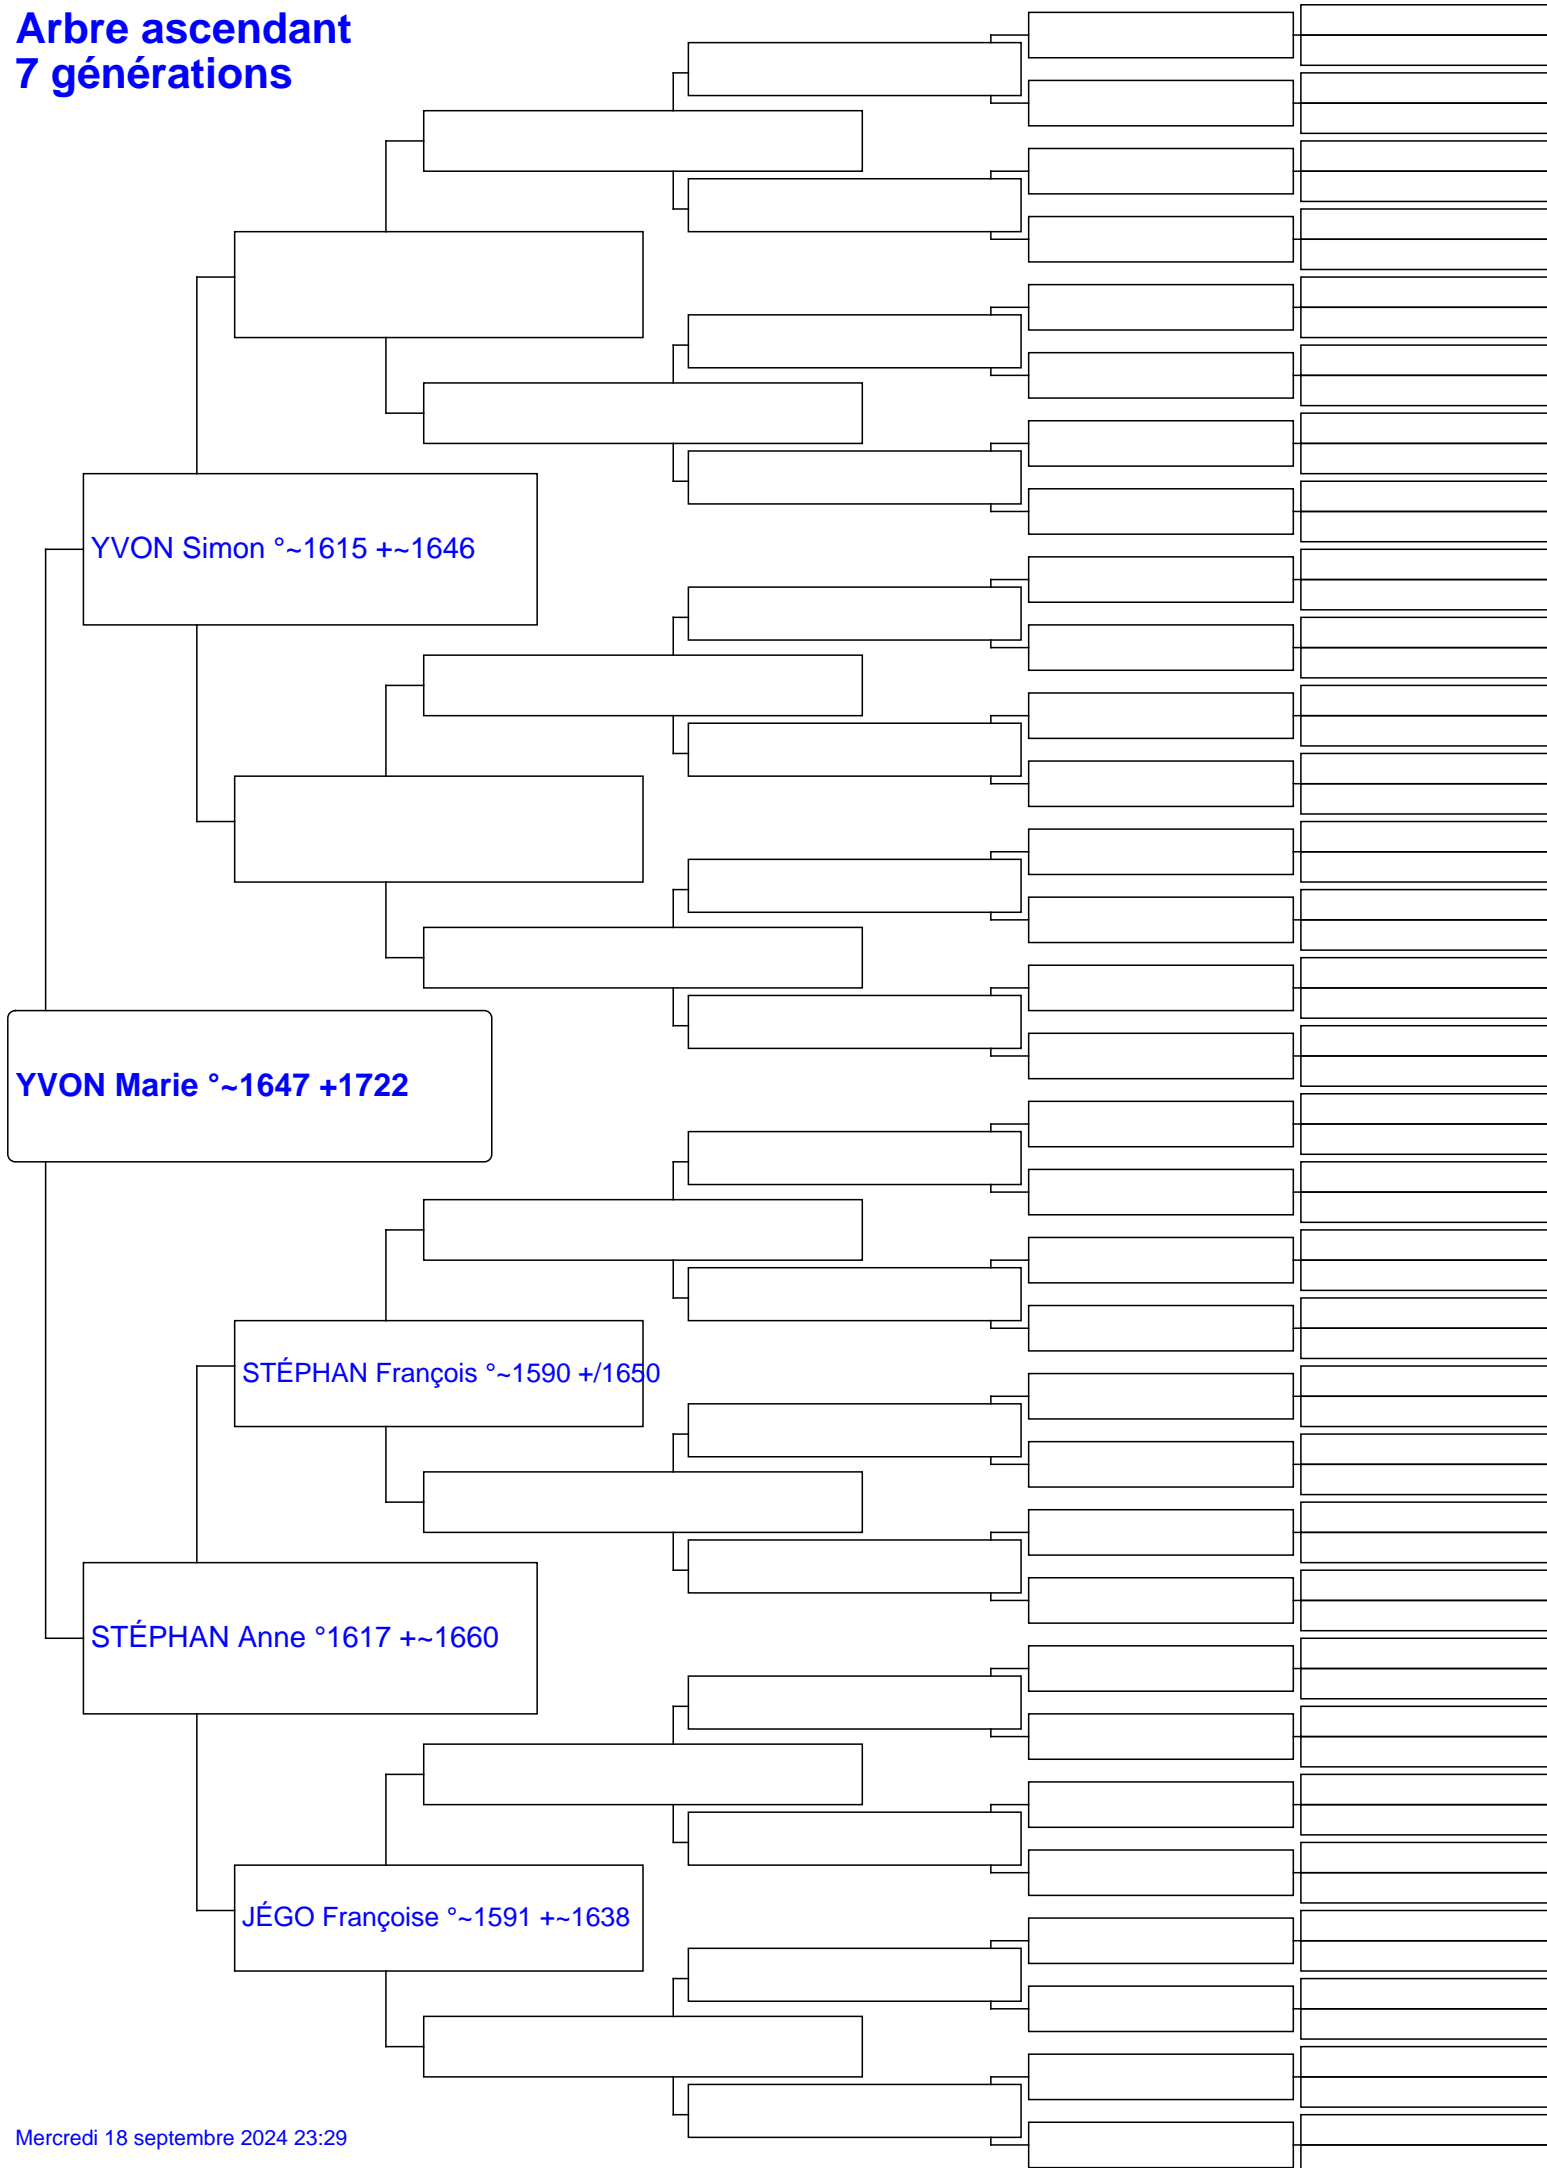 Arbre ascendant
7 générations
YVON Simon °~1615 +~1646
YVON Marie °~1647 +1722
STÉPHAN François °~1590 +/1650
STÉPHAN Anne °1617 +~1660
JÉGO Françoise °~1591 +~1638
Mercredi 18 septembre 2024 23:29